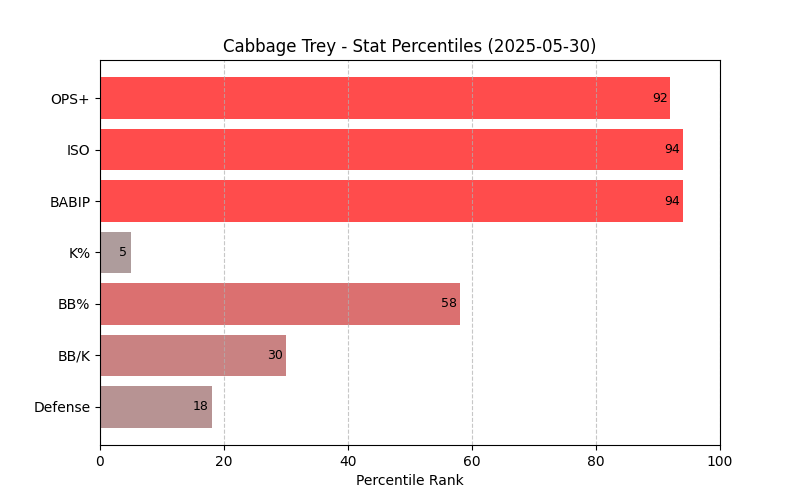 Cabbage Trey - Stat Percentiles (2025-05-30)
OPS+ 92
ISO 94
BABIP 94
K% 5
BB% 58
BB/K 30
Defense 18
0 20 40 60 80 100
Percentile Rank